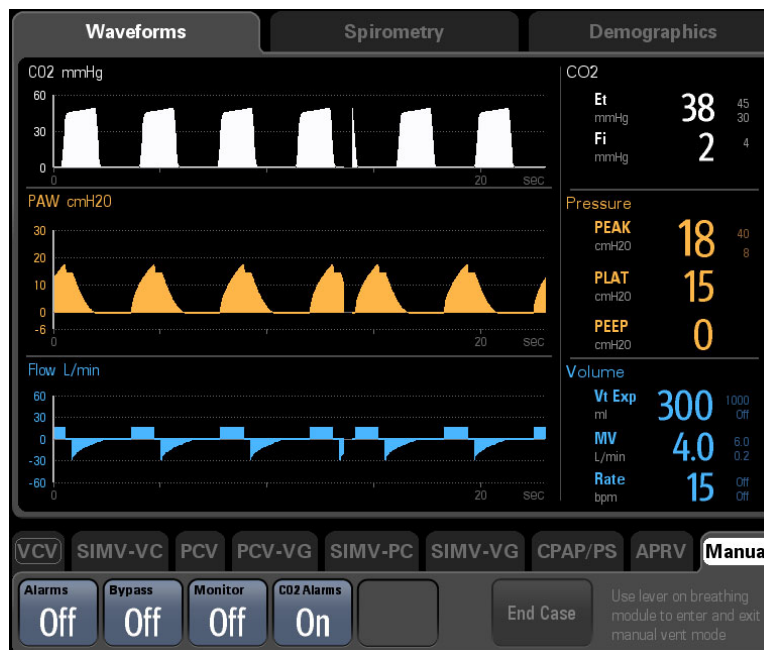 Waveforms Spirometry Demographics
CO2 mmHg
60
30
0
0 20 sec
PAW cmH2O
30
20
10
0
-6
0 20 sec
Flow L/min
60
30
0
-30
-60
0 20 sec
CO2
Et 38 45
mmHg 30
Fi 2 4
mmHg
Pressure
PEAK 18 40
cmH2O 8
PLAT 15
cmH2O
PEEP 0
cmH2O
Volume
Vt Exp 300 1000
ml Off
MV 4.0 6.0
L/min 0.2
Rate 15 Off
bpm Off
VCV SIMV-VC PCV PCV-VG SIMV-PC SIMV-VG CPAP/PS APRV Manua
Alarms Bypass Monitor CO2 Alarms
Off Off Off On
End Case
Use lever on breathing
module to enter and exit
manual vent mode